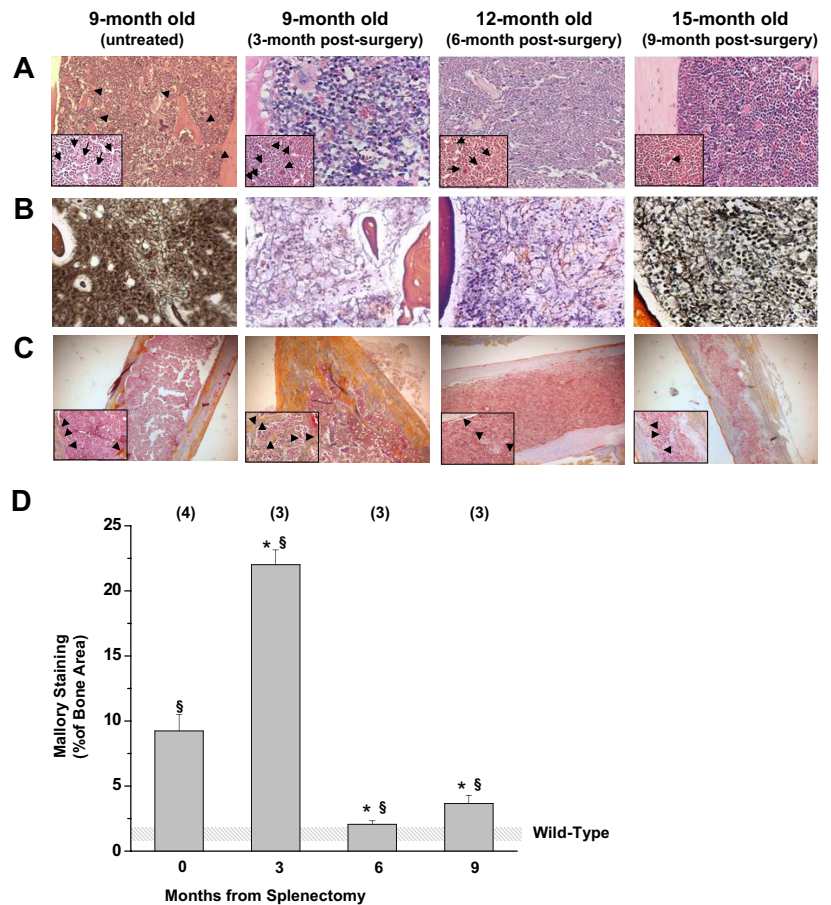 9-month old 9-month old 12-month old 15-month old
(untreated) (3-month post-surgery) (6-month post-surgery) (9-month post-surgery)
A
B
C
D
(4) (3) (3) (3)
25
20
15
10
5
0
Mallory Staining
(%of Bone Area)
§
* §
* §
* §
Wild-Type
0 3 6 9
Months from Splenectomy